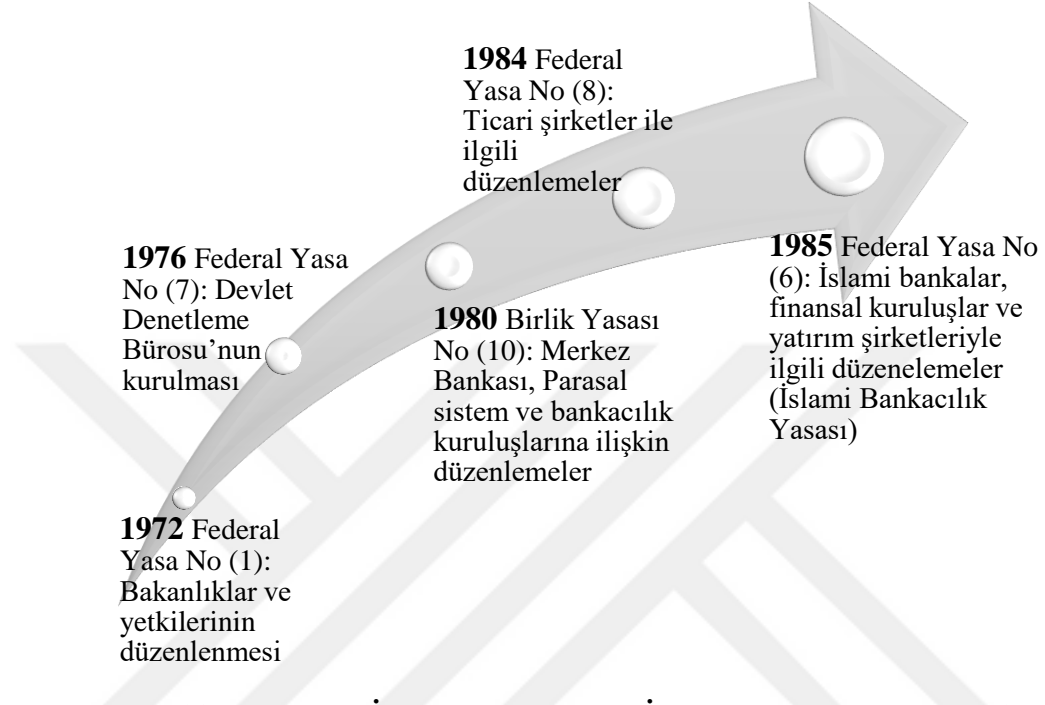 1984 Federal
Yasa No (8):
Ticari şirketler ile
ilgili
düzenlemeler
1976 Federal Yasa
No (7): Devlet
Denetleme
Bürosu’nun
kurulması
1985 Federal Yasa No
(6): İslami bankalar,
finansal kuruluşlar ve
yatırım şirketleriyle
ilgili düzenelemeler
(İslami Bankacılık
Yasası)
1980 Birlik Yasası
No (10): Merkez
Bankası, Parasal
sistem ve bankacılık
kuruluşlarına ilişkin
düzenlemeler
1972 Federal
Yasa No (1):
Bakanlıklar ve
yetkilerinin
düzenlenmesi